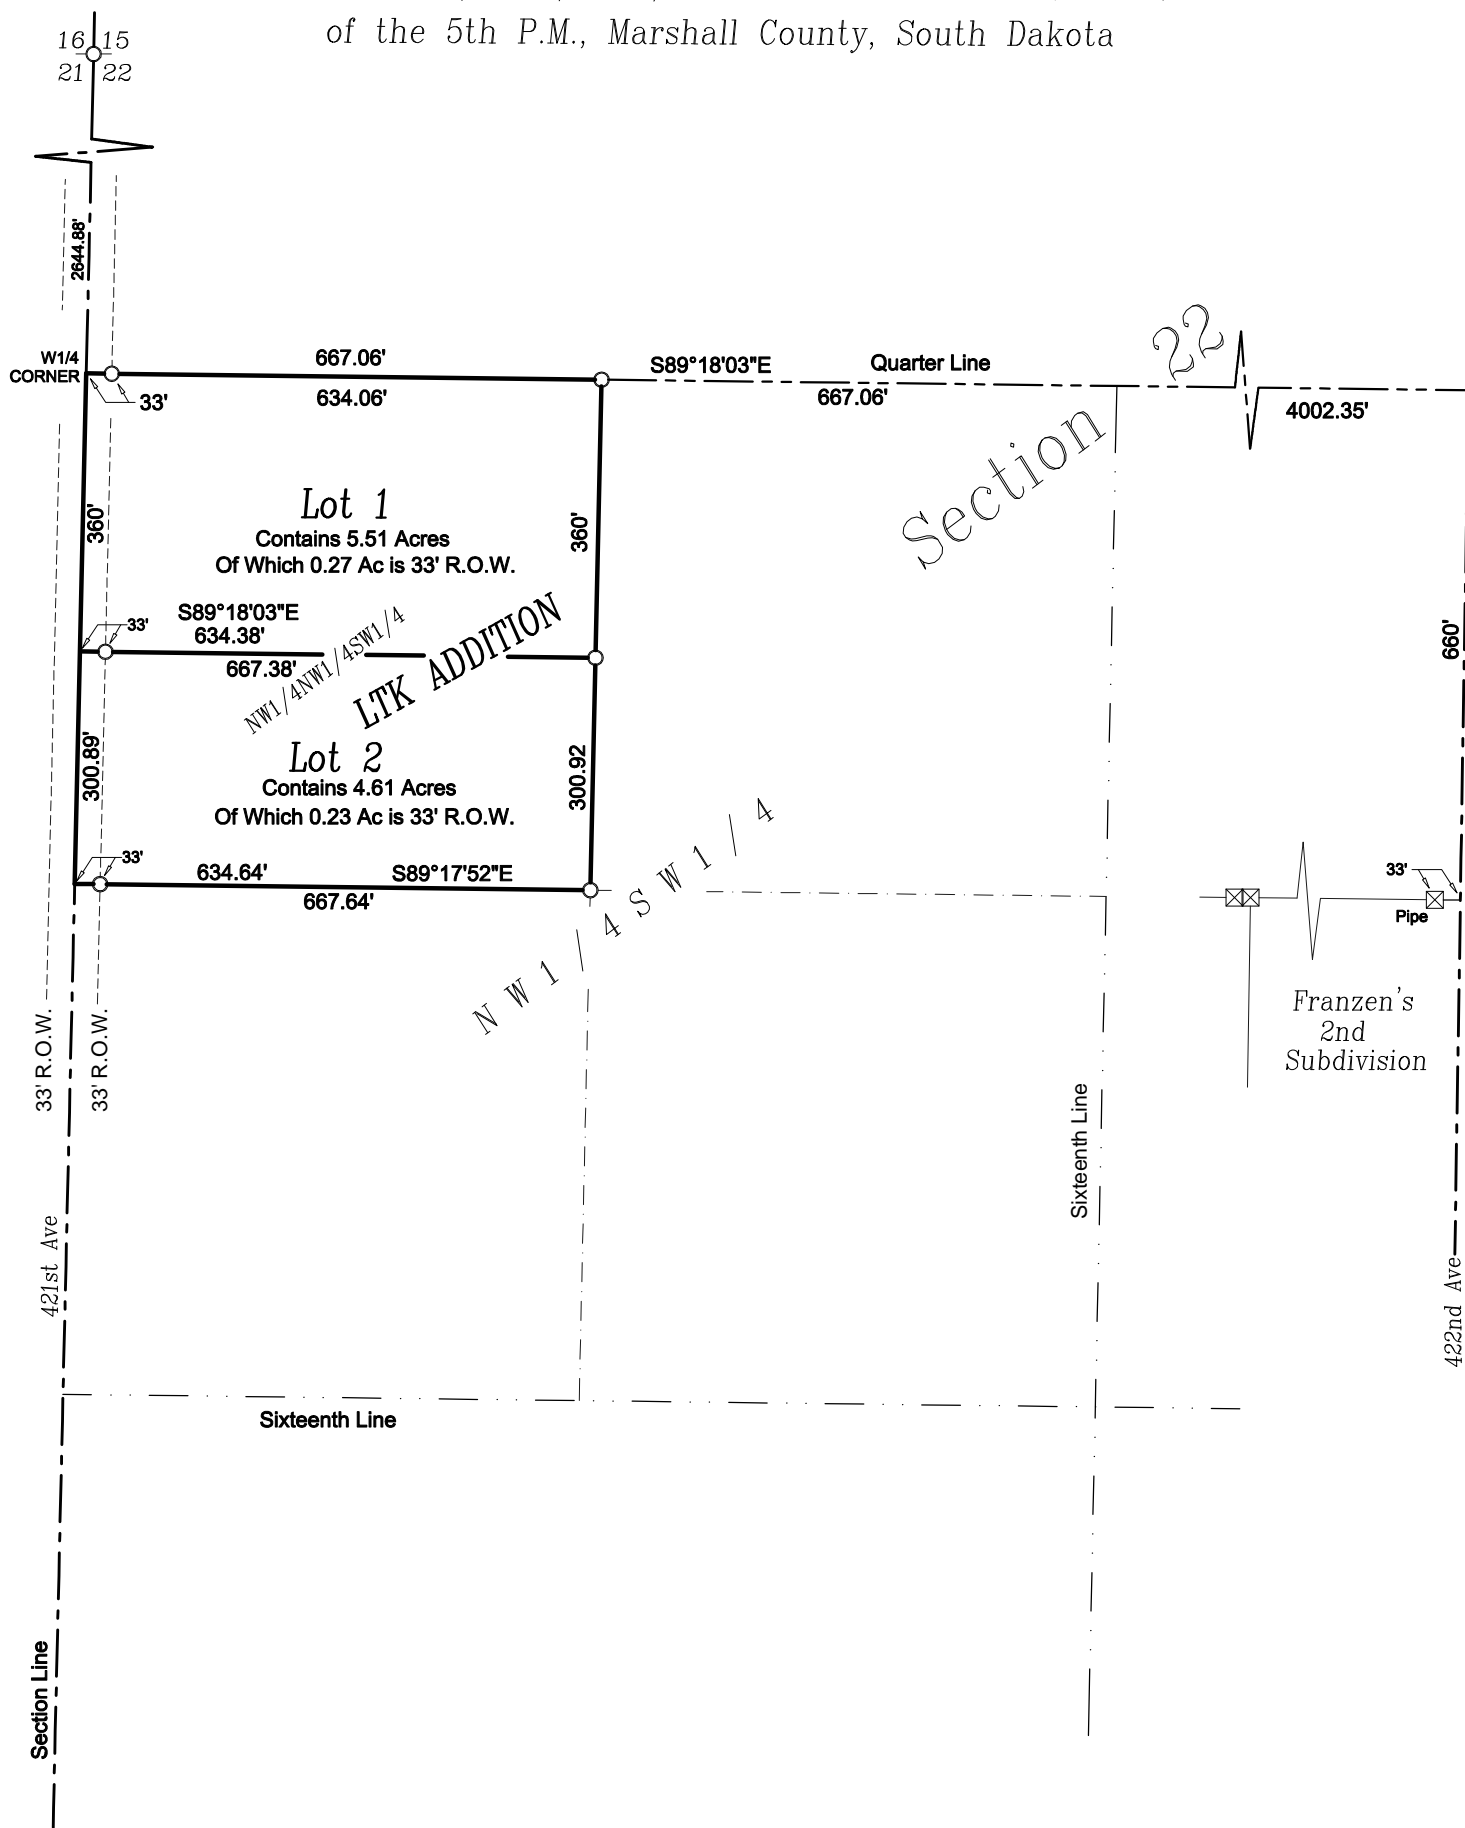 of the 5th P.M., Marshall County, South Dakota
16 15
21 22
2644.88'
W1/4
CORNER
33'
667.06'
634.06'
S89°18'03"E
667.06'
Quarter Line
4002.35'
Section 22
Lot 1
Contains 5.51 Acres
Of Which 0.27 Ac is 33' R.O.W.
360'
360'
S89°18'03"E
634.38'
33'
667.38'
NW1/4NW1/4SW1/4
LTK ADDITION
660'
Lot 2
Contains 4.61 Acres
Of Which 0.23 Ac is 33' R.O.W.
300.89'
300.92
33'
634.64'
S89°17'52"E
667.64'
NW1/4SW1/4
33'
Pipe
Franzen's
2nd
Subdivision
33' R.O.W.
33' R.O.W.
Sixteenth Line
421st Ave
422nd Ave
Sixteenth Line
Section Line